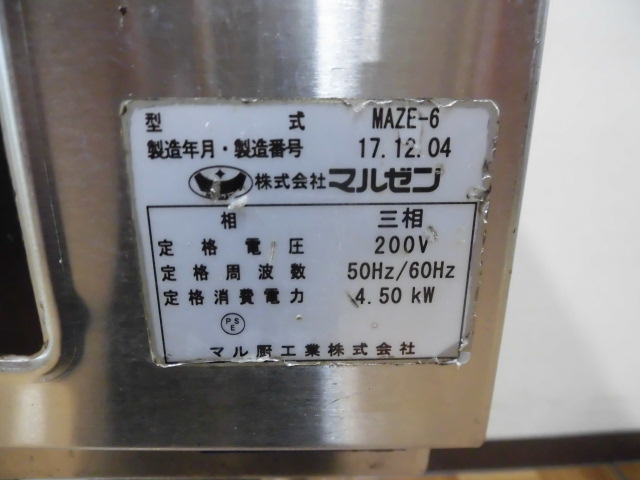 型式 MAZE-6
製造年月・製造番号 17.12.04
株式会社マルゼン
相 三相
定格電圧 200V
定格周波数 50Hz/60Hz
定格消費電力 4.50 kW
PSE
マル厨工業株式会社